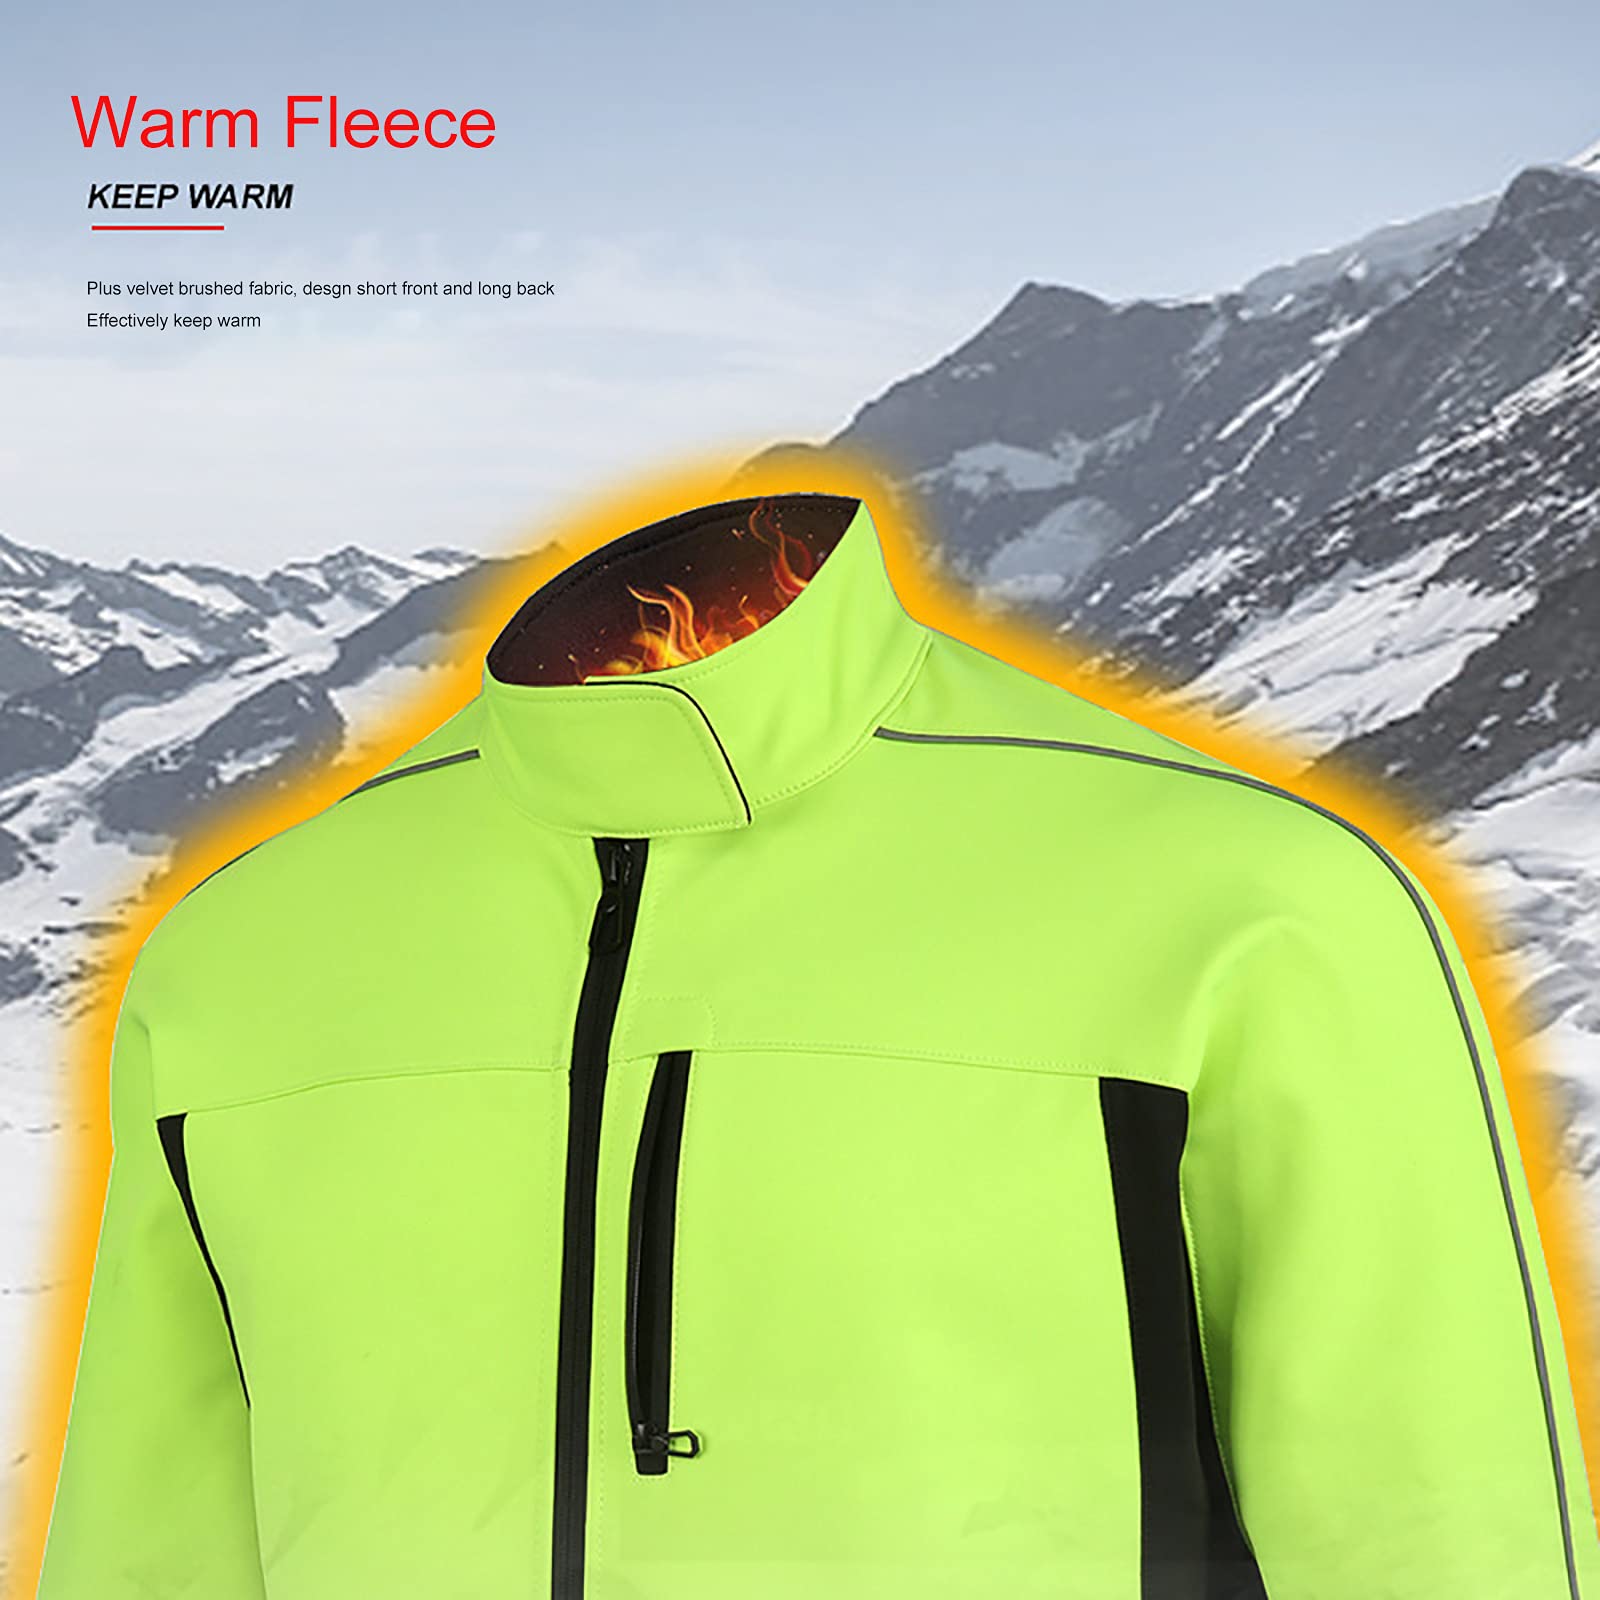 Warm Fleece
KEEP WARM
Plus velvet brushed fabric, desgn short front and long back
Effectively keep warm